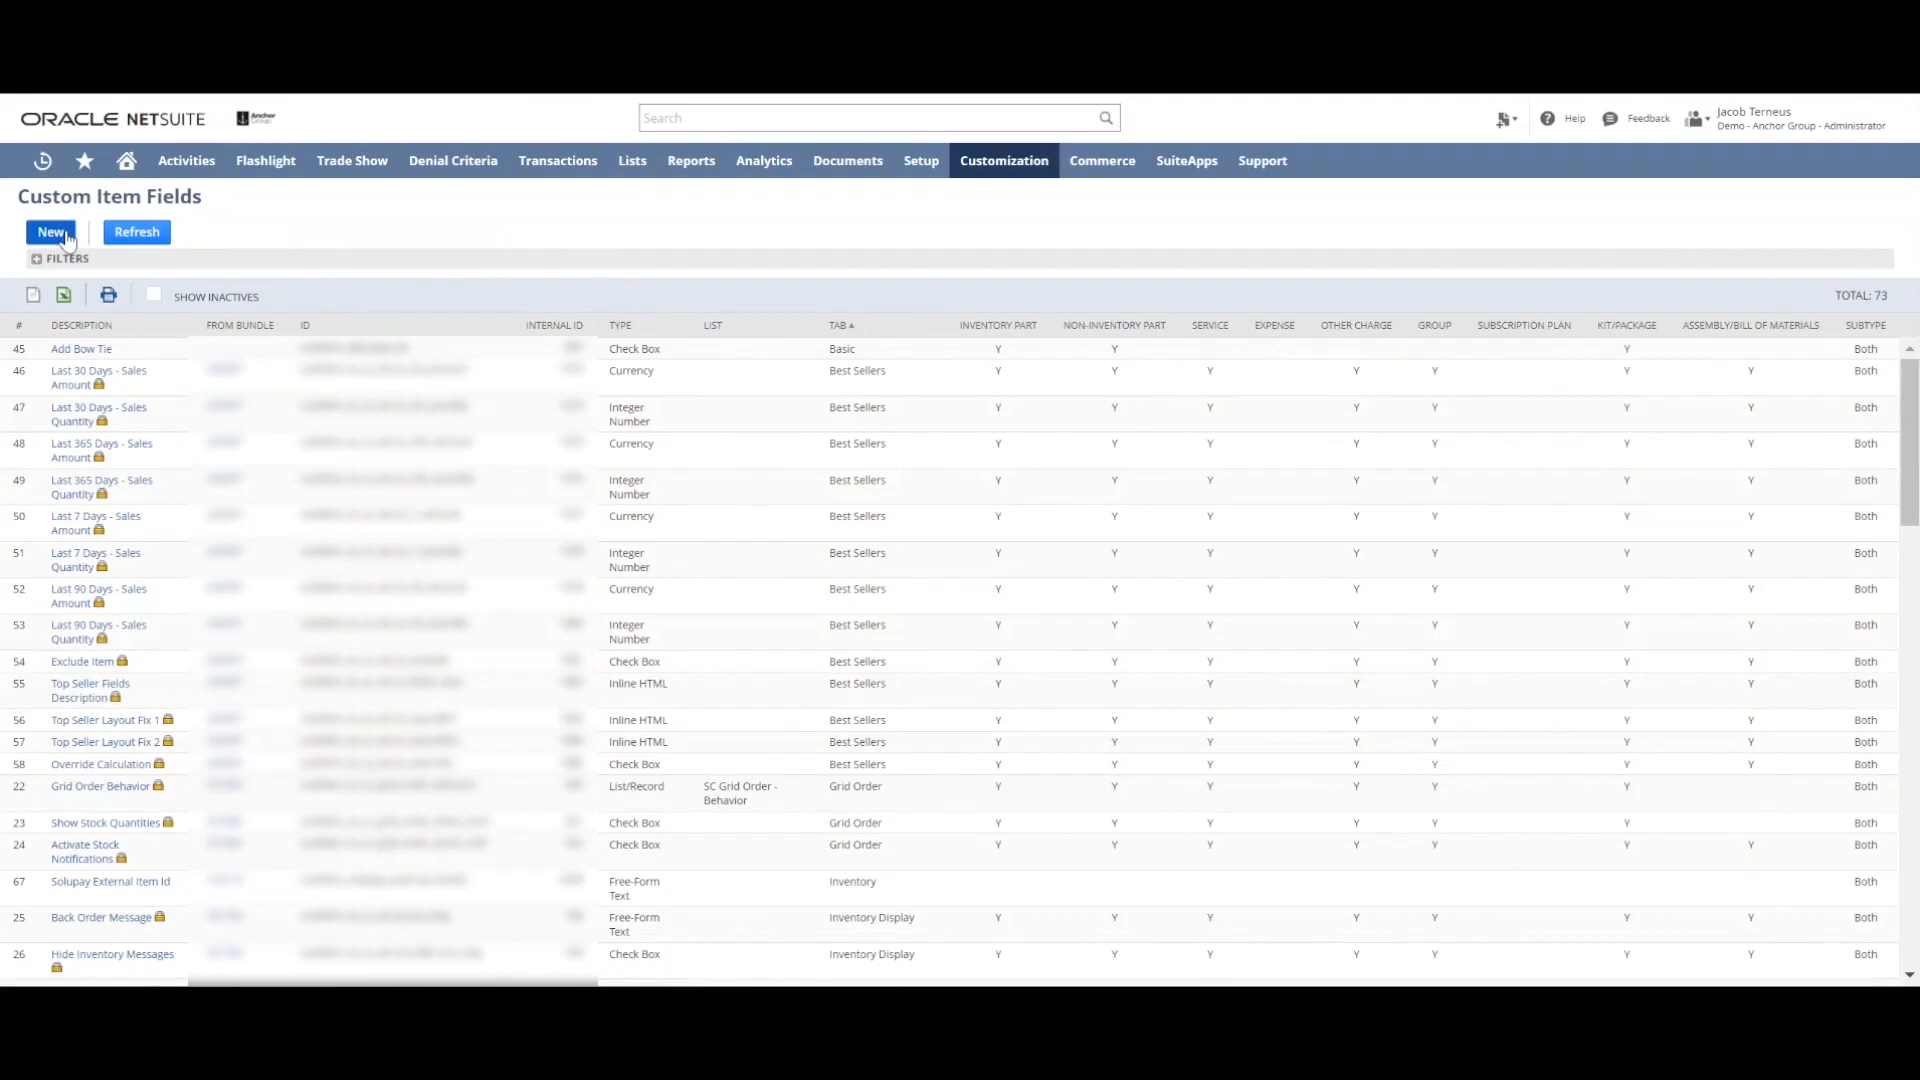 ORACLE NETSUITE Anchor Group Search Help Feedback Jacob Terneus
Demo - Anchor Group - Administrator
Activities Flashlight Trade Show Denial Criteria Transactions Lists Reports Analytics Documents Setup Customization Commerce SuiteApps Support
Custom Item Fields
New Refresh
FILTERS
SHOW INACTIVES TOTAL: 73
# DESCRIPTION FROM BUNDLE ID INTERNAL ID TYPE LIST TAB INVENTORY PART NON-INVENTORY PART SERVICE EXPENSE OTHER CHARGE GROUP SUBSCRIPTION PLAN KIT/PACKAGE ASSEMBLY/BILL OF MATERIALS SUBTYPE
45 Add Bow Tie Check Box Basic Y Y Y Both
46 Last 30 Days - Sales Currency Best Sellers Y Y Y Y Y Y Y Both
Amount
47 Last 30 Days - Sales Integer Best Sellers Y Y Y Y Y Y Y Both
Quantity Number
48 Last 365 Days - Sales Currency Best Sellers Y Y Y Y Y Y Y Both
Amount
49 Last 365 Days - Sales Integer Best Sellers Y Y Y Y Y Y Y Both
Quantity Number
50 Last 7 Days - Sales Currency Best Sellers Y Y Y Y Y Y Y Both
Amount
51 Last 7 Days - Sales Integer Best Sellers Y Y Y Y Y Y Y Both
Quantity Number
52 Last 90 Days - Sales Currency Best Sellers Y Y Y Y Y Y Y Both
Amount
53 Last 90 Days - Sales Integer Best Sellers Y Y Y Y Y Y Y Both
Quantity Number
54 Exclude Item Check Box Best Sellers Y Y Y Y Y Y Y Both
55 Top Seller Fields Inline HTML Best Sellers Y Y Y Y Y Y Y Both
Description
56 Top Seller Layout Fix 1 Inline HTML Best Sellers Y Y Y Y Y Y Y Both
57 Top Seller Layout Fix 2 Inline HTML Best Sellers Y Y Y Y Y Y Y Both
58 Override Calculation Check Box Best Sellers Y Y Y Y Y Y Y Both
22 Grid Order Behavior List/Record SC Grid Order - Grid Order Y Y Y Y Y Y Both
Behavior
23 Show Stock Quantities Check Box Grid Order Y Y Y Y Y Y Both
24 Activate Stock Check Box Grid Order Y Y Y Y Y Y Y Both
Notifications
67 Solupay External Item Id Free-Form Inventory Both
Text
25 Back Order Message Free-Form Inventory Display Y Y Y Y Y Y Y Both
Text
26 Hide Inventory Messages Check Box Inventory Display Y Y Y Y Y Y Y Both